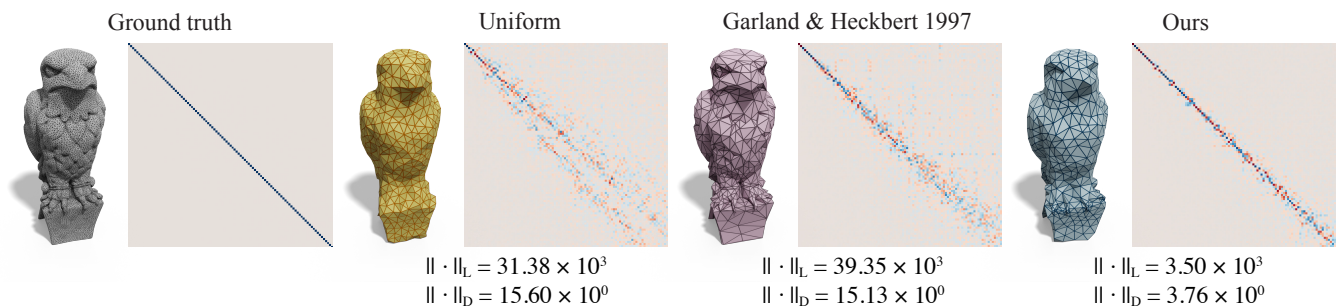 Ground truth
Uniform
Garland & Heckbert 1997
Ours
‖ · ‖L = 31.38 × 10³
‖ · ‖D = 15.60 × 10⁰
‖ · ‖L = 39.35 × 10³
‖ · ‖D = 15.13 × 10⁰
‖ · ‖L = 3.50 × 10³
‖ · ‖D = 3.76 × 10⁰